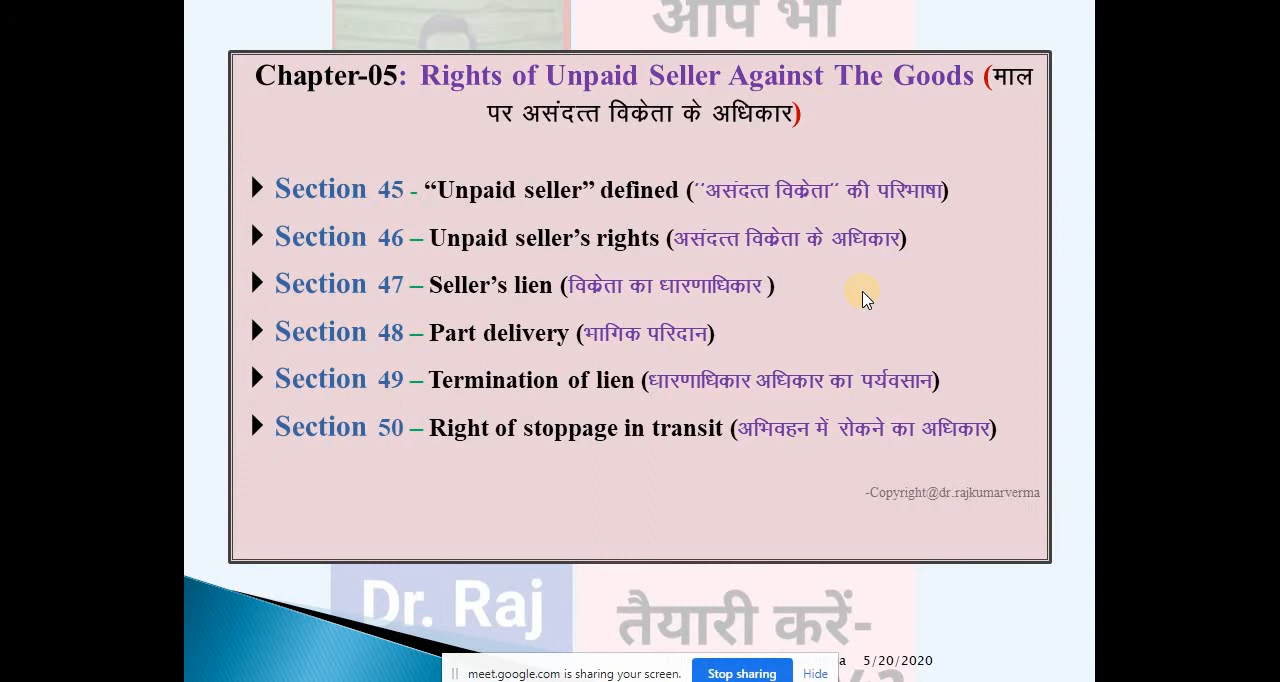 आप भी
Chapter-05: Rights of Unpaid Seller Against The Goods (माल
पर असंदत्त विक्रेता के अधिकार)
Section 45 - “Unpaid seller” defined (‘‘असंदत्त विक्रेता‘‘ की परिभाषा)
Section 46 – Unpaid seller’s rights (असंदत्त विक्रेता के अधिकार)
Section 47 – Seller’s lien (विक्रेता का धारणाधिकार )
Section 48 – Part delivery (भागिक परिदान)
Section 49 – Termination of lien (धारणाधिकार अधिकार का पर्यवसान)
Section 50 – Right of stoppage in transit (अभिवहन में रोकने का अधिकार)
-Copyright@dr.rajkumarverma
Dr. Raj
तैयारी करें-
5/20/2020
meet.google.com is sharing your screen. Stop sharing Hide